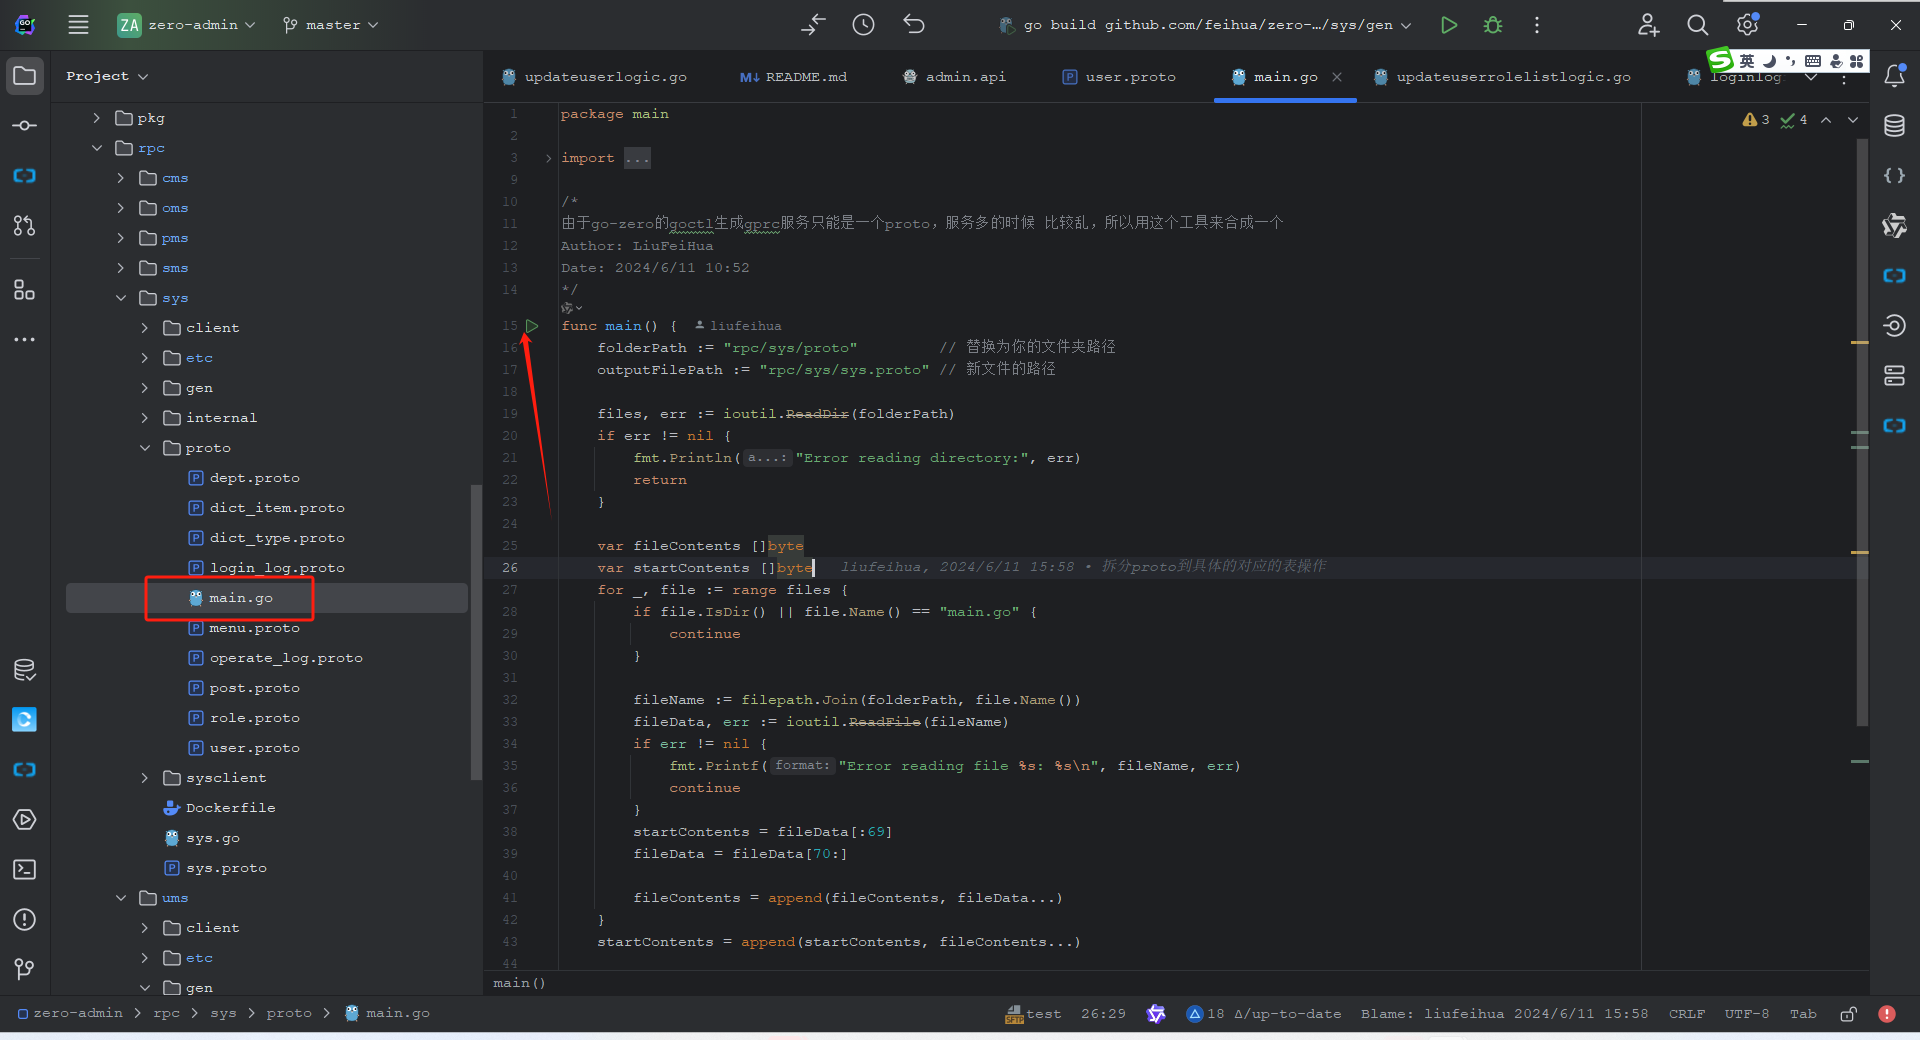 ZA zero-admin master go build github.com/feihua/zero-…/sys/gen
Project
updateuserlogic.go README.md admin.api user.proto main.go updateuserrolelistlogic.go loginlog
英
pkg
rpc
cms
oms
pms
sms
sys
client
etc
gen
internal
proto
dept.proto
dict_item.proto
dict_type.proto
login_log.proto
main.go
menu.proto
operate_log.proto
post.proto
role.proto
user.proto
sysclient
Dockerfile
sys.go
sys.proto
ums
client
etc
gen
3 4
1 package main
2
3 import ...
9
10 /*
11 由于go-zero的goctl生成gprc服务只能是一个proto，服务多的时候 比较乱，所以用这个工具来合成一个
12 Author: LiuFeiHua
13 Date: 2024/6/11 10:52
14 */
15 func main() { liufeihua
16 folderPath := "rpc/sys/proto" // 替换为你的文件夹路径
17 outputFilePath := "rpc/sys/sys.proto" // 新文件的路径
18
19 files, err := ioutil.ReadDir(folderPath)
20 if err != nil {
21 fmt.Println( a...: "Error reading directory:", err)
22 return
23 }
24
25 var fileContents []byte
26 var startContents []byte liufeihua, 2024/6/11 15:58 • 拆分proto到具体的对应的表操作
27 for _, file := range files {
28 if file.IsDir() || file.Name() == "main.go" {
29 continue
30 }
31
32 fileName := filepath.Join(folderPath, file.Name())
33 fileData, err := ioutil.ReadFile(fileName)
34 if err != nil {
35 fmt.Printf( format: "Error reading file %s: %s\n", fileName, err)
36 continue
37 }
38 startContents = fileData[:69]
39 fileData = fileData[70:]
40
41 fileContents = append(fileContents, fileData...)
42 }
43 startContents = append(startContents, fileContents...)
44
main()
zero-admin rpc sys proto main.go
SFTP test 26:29 18 Δ/up-to-date Blame: liufeihua 2024/6/11 15:58 CRLF UTF-8 Tab